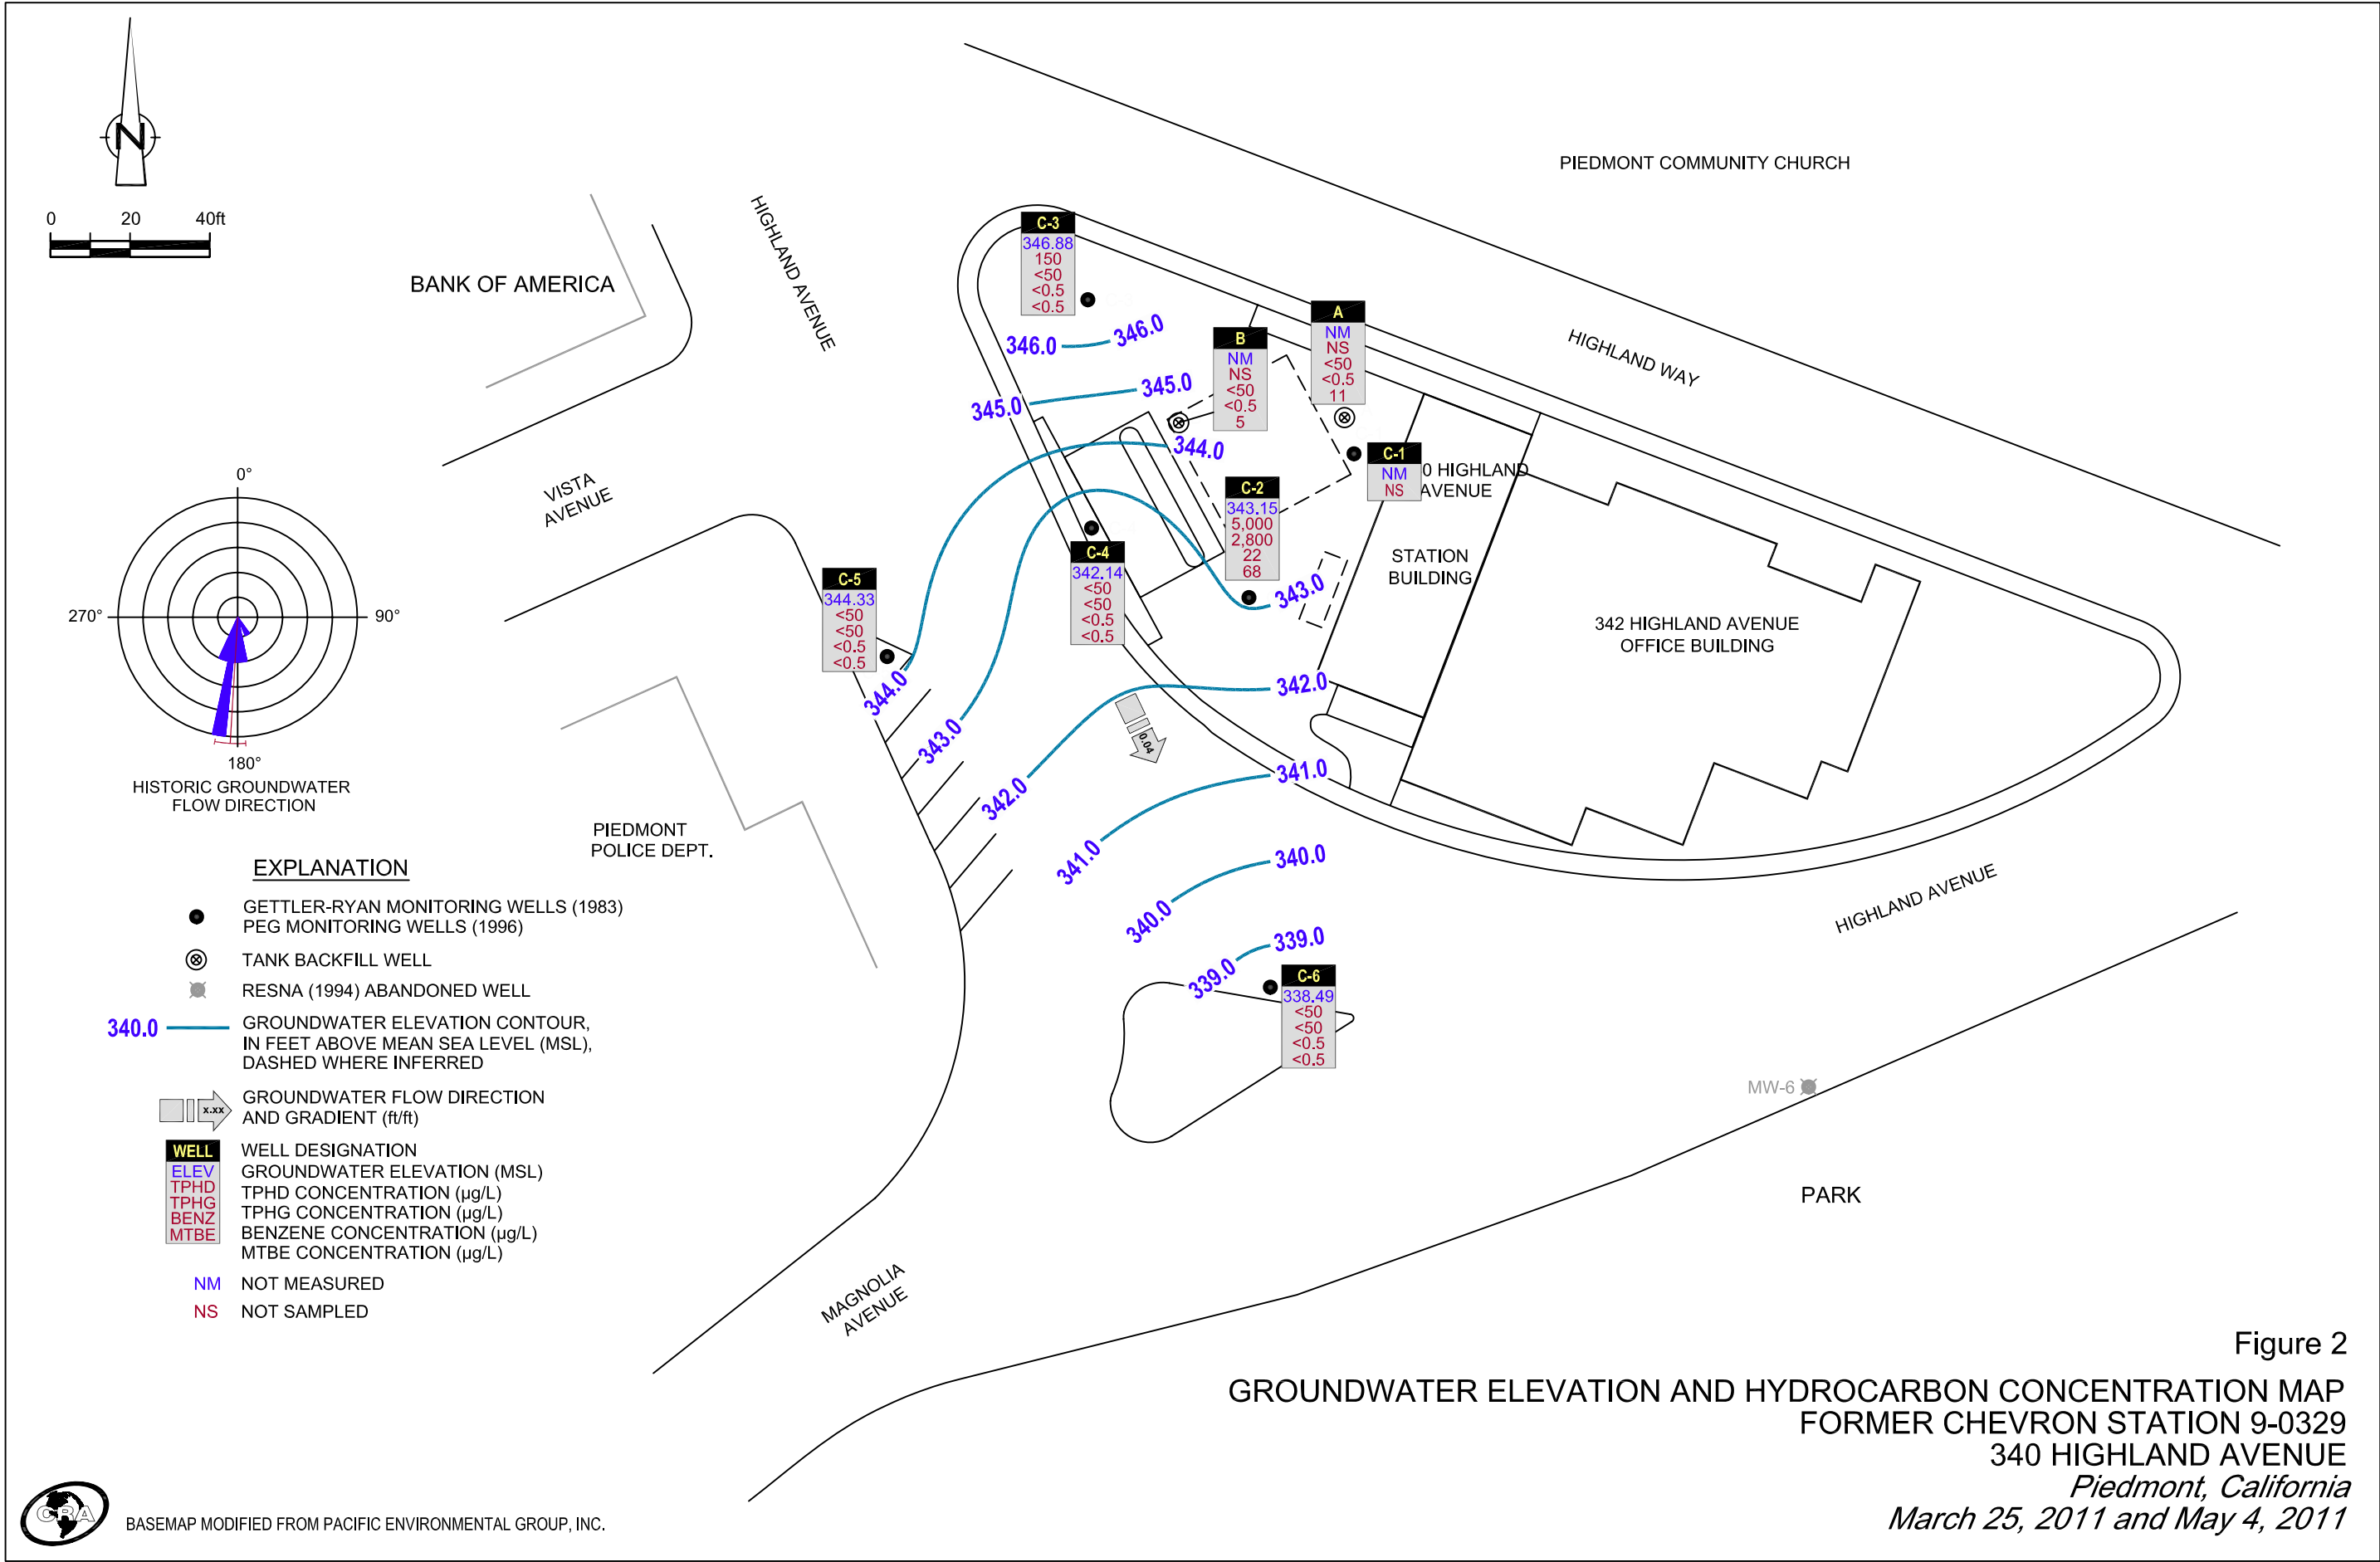 N
0 20 40ft
BANK OF AMERICA
HIGHLAND AVENUE
PIEDMONT COMMUNITY CHURCH
HIGHLAND WAY
C-3
346.88
150
<50
<0.5
<0.5
346.0
346.0
345.0
345.0
A
NM
NS
<50
<0.5
11
B
NM
NS
<50
<0.5
5
344.0
C-1
NM
NS
0 HIGHLAND
AVENUE
C-2
343.15
5,000
2,800
22
68
VISTA
AVENUE
STATION
BUILDING
C-4
342.14
<50
<50
<0.5
<0.5
C-5
344.33
<50
<50
<0.5
<0.5
343.0
342 HIGHLAND AVENUE
OFFICE BUILDING
344.0
343.0
342.0
342.0
0.04
341.0
341.0
340.0
340.0
339.0
339.0
C-6
338.49
<50
<50
<0.5
<0.5
HIGHLAND AVENUE
MW-6
PARK
MAGNOLIA
AVENUE
PIEDMONT
POLICE DEPT.
0°
270°
90°
180°
HISTORIC GROUNDWATER
FLOW DIRECTION
EXPLANATION
GETTLER-RYAN MONITORING WELLS (1983)
PEG MONITORING WELLS (1996)
TANK BACKFILL WELL
RESNA (1994) ABANDONED WELL
340.0 GROUNDWATER ELEVATION CONTOUR,
IN FEET ABOVE MEAN SEA LEVEL (MSL),
DASHED WHERE INFERRED
x.xx GROUNDWATER FLOW DIRECTION
AND GRADIENT (ft/ft)
WELL WELL DESIGNATION
ELEV GROUNDWATER ELEVATION (MSL)
TPHD TPHD CONCENTRATION (µg/L)
TPHG TPHG CONCENTRATION (µg/L)
BENZ BENZENE CONCENTRATION (µg/L)
MTBE MTBE CONCENTRATION (µg/L)
NM NOT MEASURED
NS NOT SAMPLED
CRA
BASEMAP MODIFIED FROM PACIFIC ENVIRONMENTAL GROUP, INC.
Figure 2
GROUNDWATER ELEVATION AND HYDROCARBON CONCENTRATION MAP
FORMER CHEVRON STATION 9-0329
340 HIGHLAND AVENUE
Piedmont, California
March 25, 2011 and May 4, 2011